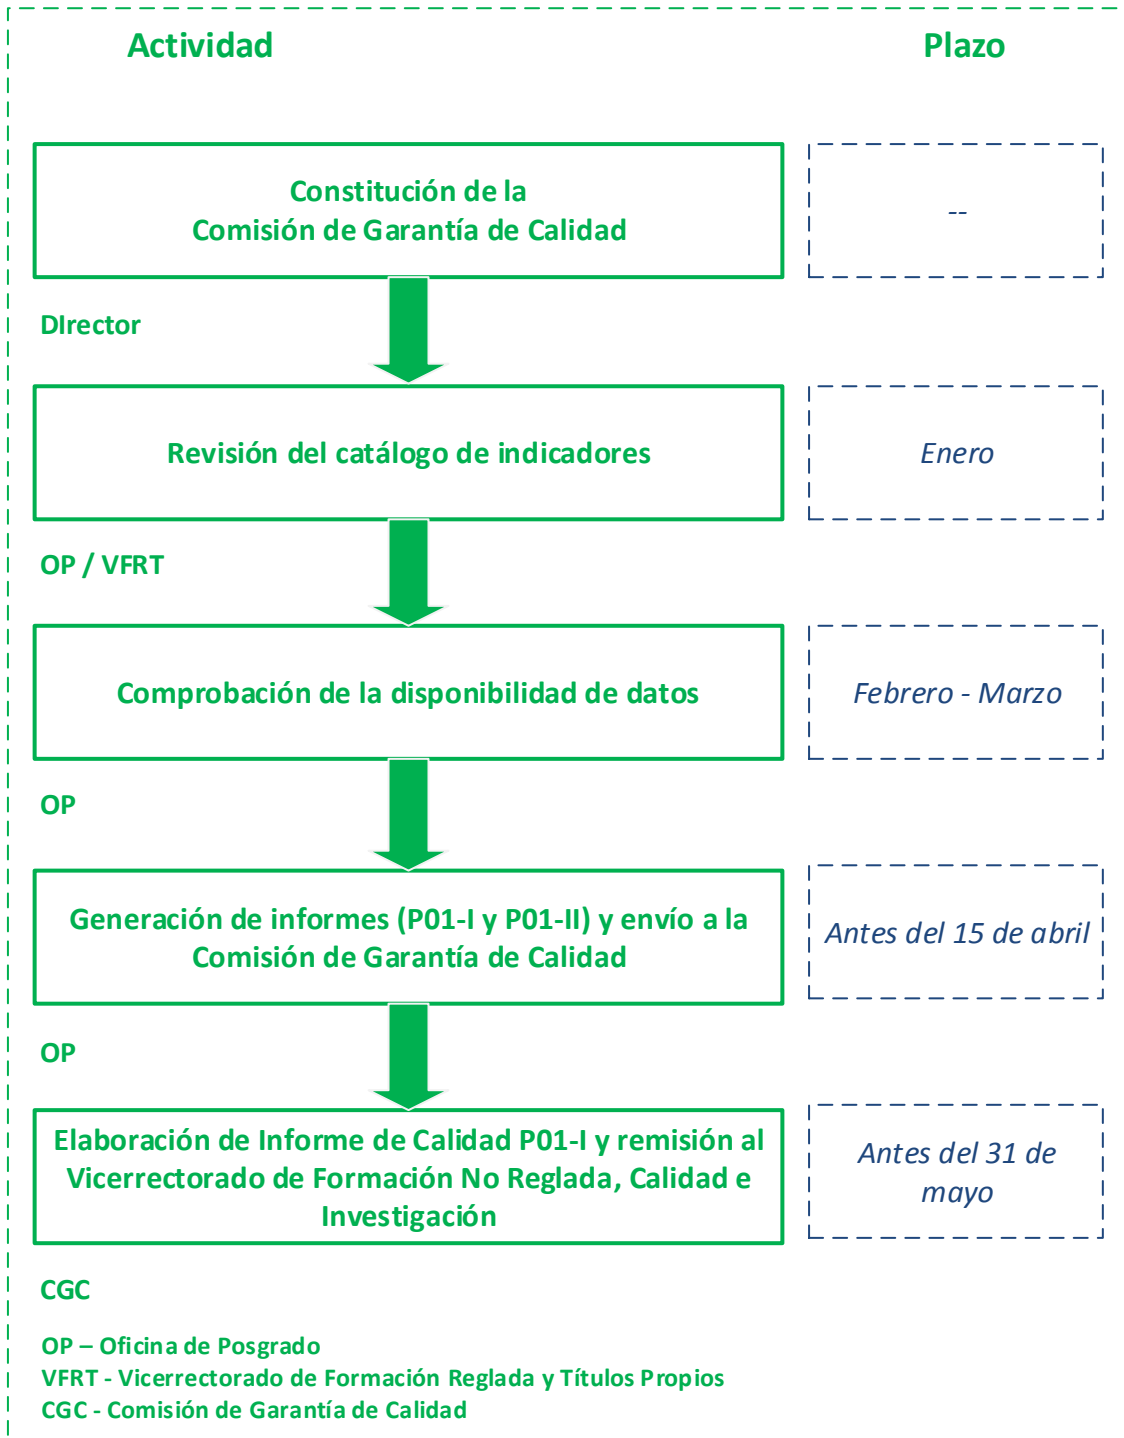 Actividad
Plazo
Constitución de la
Comisión de Garantía de Calidad
--
DIrector
Revisión del catálogo de indicadores
Enero
OP / VFRT
Comprobación de la disponibilidad de datos
Febrero - Marzo
OP
Generación de informes (P01-I y P01-II) y envío a la
Comisión de Garantía de Calidad
Antes del 15 de abril
OP
Elaboración de Informe de Calidad P01-I y remisión al
Vicerrectorado de Formación No Reglada, Calidad e
Investigación
Antes del 31 de
mayo
CGC
OP – Oficina de Posgrado
VFRT - Vicerrectorado de Formación Reglada y Títulos Propios
CGC - Comisión de Garantía de Calidad